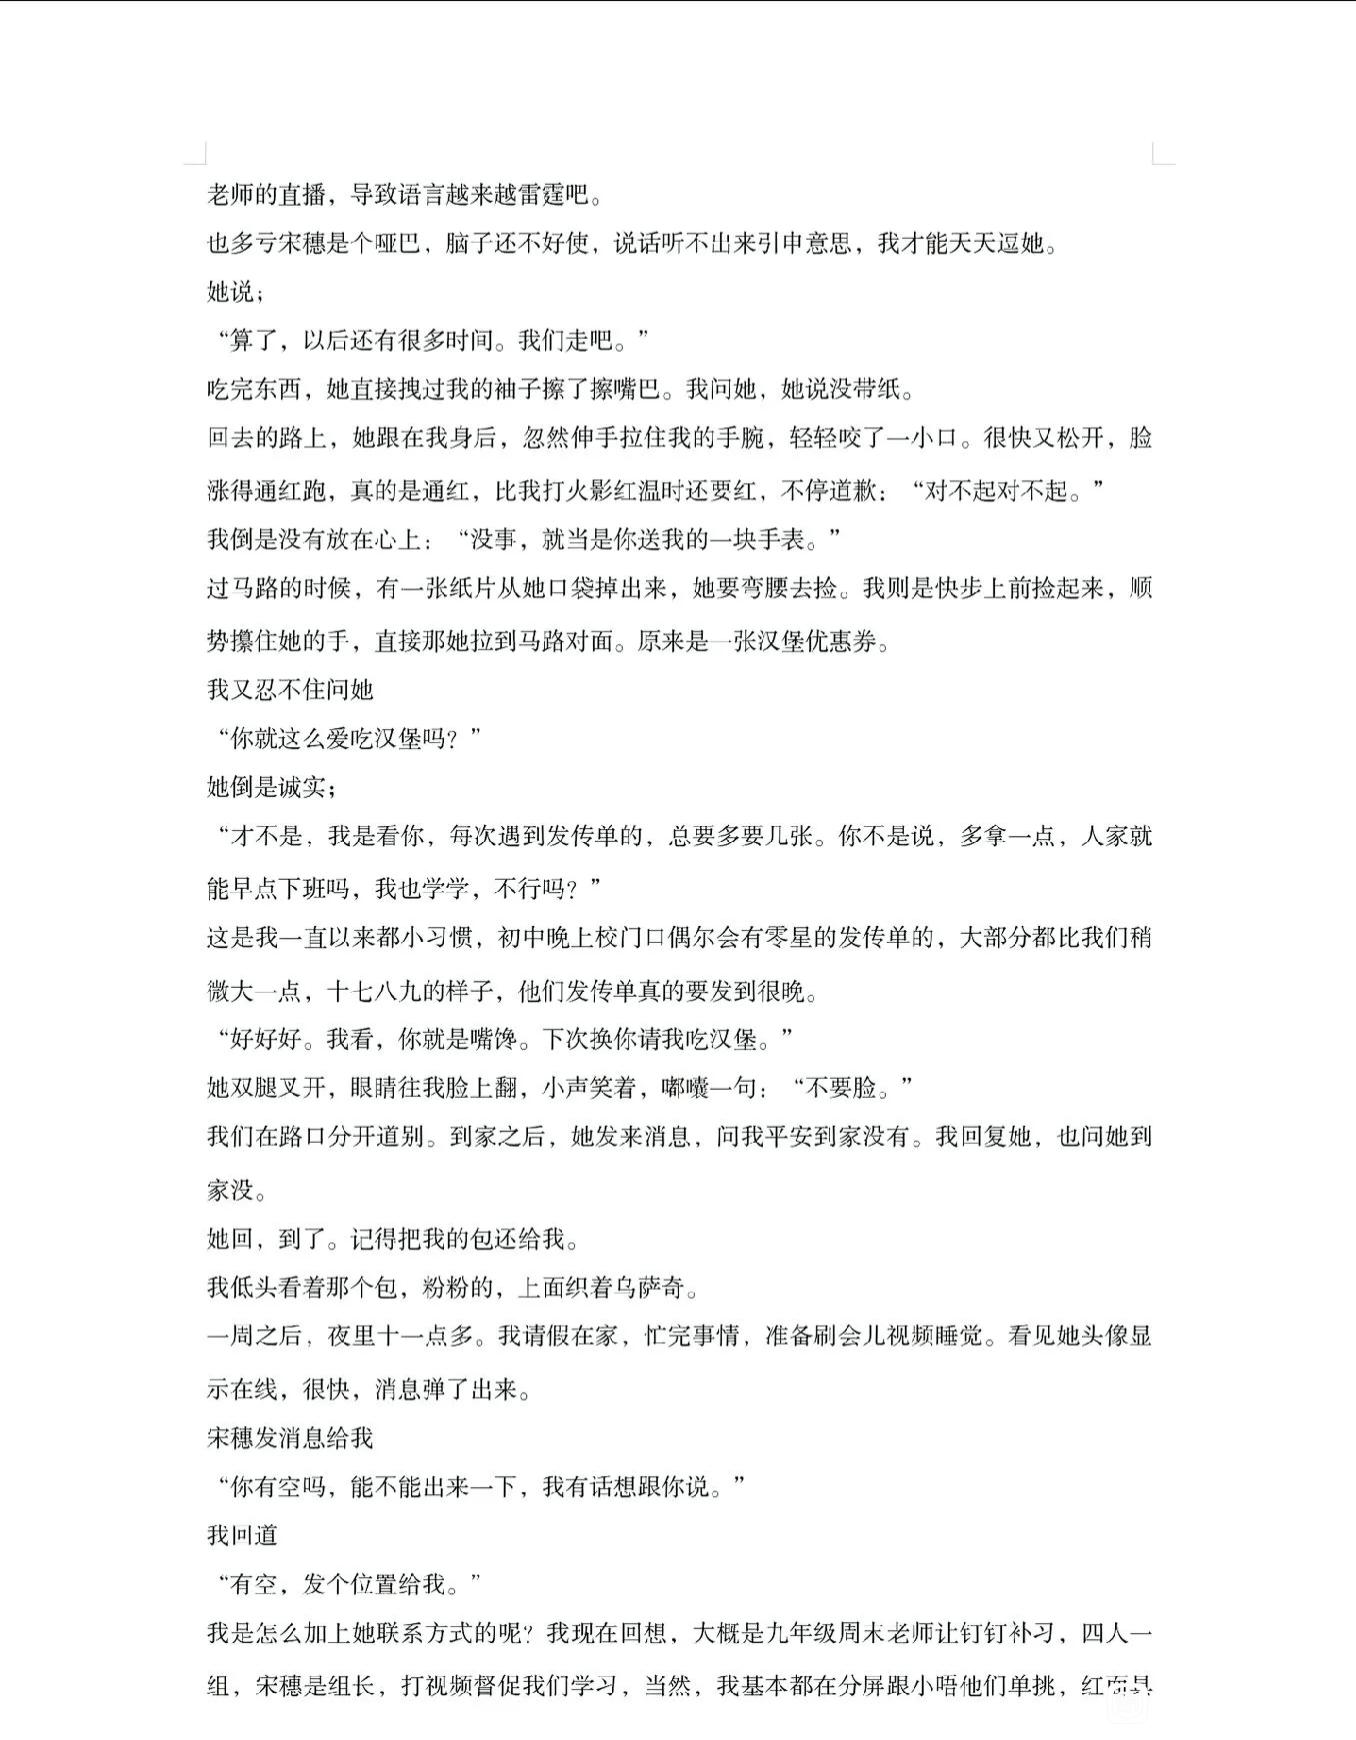 老师的直播，导致语言越来越雷霆吧。
也多亏宋穗是个哑巴，脑子还不好使，说话听不出来引申意思，我才能天天逗她。
她说；
“算了，以后还有很多时间。我们走吧。”
吃完东西，她直接拽过我的袖子擦了擦嘴巴。我问她，她说没带纸。
回去的路上，她跟在我身后，忽然伸手拉住我的手腕，轻轻咬了一小口。很快又松开，脸
涨得通红跑，真的是通红，比我打火影红温时还要红，不停道歉：“对不起对不起。”
我倒是没有放在心上：“没事，就当是你送我的一块手表。”
过马路的时候，有一张纸片从她口袋掉出来，她要弯腰去捡。我则是快步上前捡起来，顺
势攥住她的手，直接那她拉到马路对面。原来是一张汉堡优惠券。
我又忍不住问她
“你就这么爱吃汉堡吗？”
她倒是诚实；
“才不是，我是看你，每次遇到发传单的，总要多要几张。你不是说，多拿一点，人家就
能早点下班吗，我也学学，不行吗？”
这是我一直以来都小习惯，初中晚上校门口偶尔会有零星的发传单的，大部分都比我们稍
微大一点，十七八九的样子，他们发传单真的要发到很晚。
“好好好。我看，你就是嘴馋。下次换你请我吃汉堡。”
她双腿叉开，眼睛往我脸上翻，小声笑着，嘟囔一句：“不要脸。”
我们在路口分开道别。到家之后，她发来消息，问我平安到家没有。我回复她，也问她到
家没。
她回，到了。记得把我的包还给我。
我低头看着那个包，粉粉的，上面织着乌萨奇。
一周之后，夜里十一点多。我请假在家，忙完事情，准备刷会儿视频睡觉。看见她头像显
示在线，很快，消息弹了出来。
宋穗发消息给我
“你有空吗，能不能出来一下，我有话想跟你说。”
我回道
“有空，发个位置给我。”
我是怎么加上她联系方式的呢？我现在回想，大概是九年级周末老师让钉钉补习，四人一
组，宋穗是组长，打视频督促我们学习，当然，我基本都在分屏跟小唔他们单挑，红